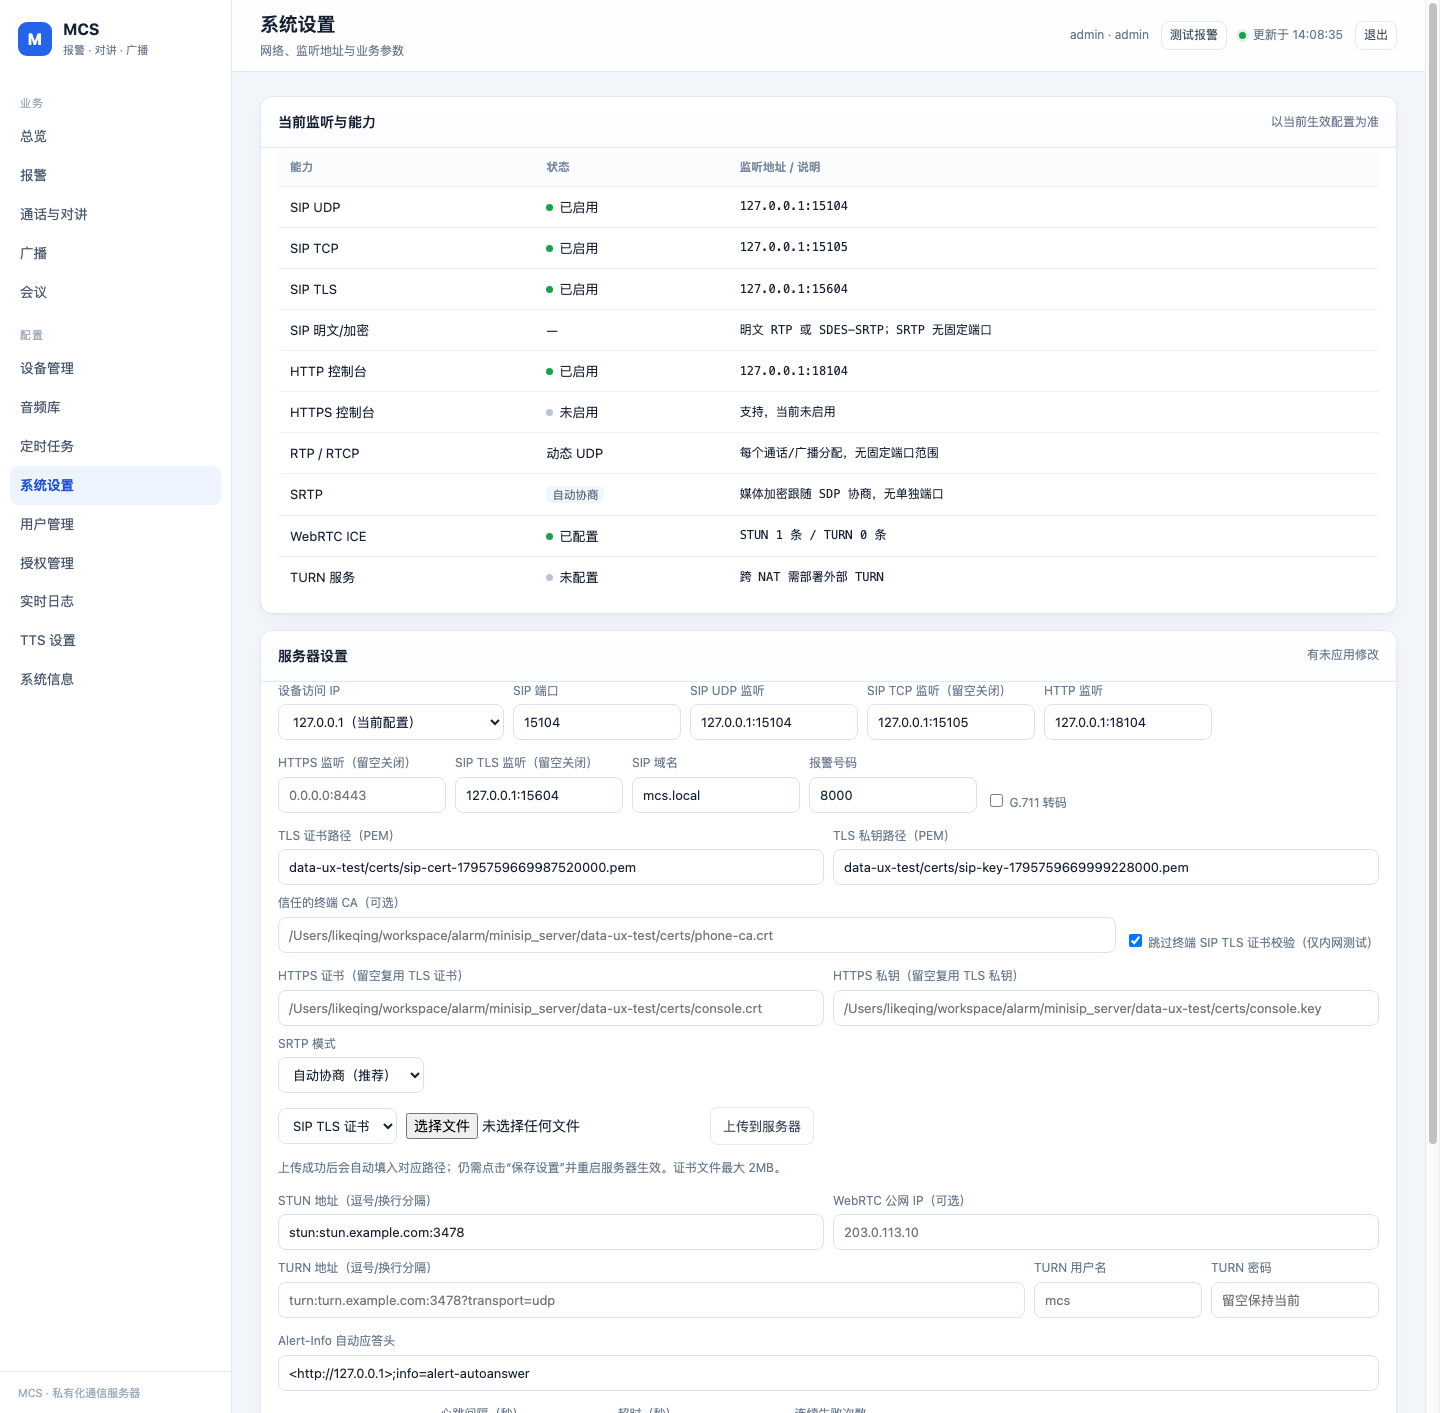 M
MCS
报警 · 对讲 · 广播
业务
总览
报警
通话与对讲
广播
会议
配置
设备管理
音频库
定时任务
系统设置
用户管理
授权管理
实时日志
TTS 设置
系统信息
MCS · 私有化通信服务器
系统设置
网络、监听地址与业务参数
admin · admin
测试报警
更新于 14:08:35
退出
当前监听与能力
以当前生效配置为准
能力 状态 监听地址 / 说明
SIP UDP 已启用 127.0.0.1:15104
SIP TCP 已启用 127.0.0.1:15105
SIP TLS 已启用 127.0.0.1:15604
SIP 明文/加密 — 明文 RTP 或 SDES-SRTP；SRTP 无固定端口
HTTP 控制台 已启用 127.0.0.1:18104
HTTPS 控制台 未启用 支持，当前未启用
RTP / RTCP 动态 UDP 每个通话/广播分配，无固定端口范围
SRTP 自动协商 媒体加密跟随 SDP 协商，无单独端口
WebRTC ICE 已配置 STUN 1 条 / TURN 0 条
TURN 服务 未配置 跨 NAT 需部署外部 TURN
服务器设置
有未应用修改
设备访问 IP SIP 端口 SIP UDP 监听 SIP TCP 监听（留空关闭） HTTP 监听
127.0.0.1（当前配置） 15104 127.0.0.1:15104 127.0.0.1:15105 127.0.0.1:18104
HTTPS 监听（留空关闭） SIP TLS 监听（留空关闭） SIP 域名 报警号码
0.0.0.0:8443 127.0.0.1:15604 mcs.local 8000 G.711 转码
TLS 证书路径（PEM） TLS 私钥路径（PEM）
data-ux-test/certs/sip-cert-1795759669987520000.pem data-ux-test/certs/sip-key-1795759669999228000.pem
信任的终端 CA（可选）
/Users/likeqing/workspace/alarm/minisip_server/data-ux-test/certs/phone-ca.crt 跳过终端 SIP TLS 证书校验（仅内网测试）
HTTPS 证书（留空复用 TLS 证书） HTTPS 私钥（留空复用 TLS 私钥）
/Users/likeqing/workspace/alarm/minisip_server/data-ux-test/certs/console.crt /Users/likeqing/workspace/alarm/minisip_server/data-ux-test/certs/console.key
SRTP 模式
自动协商（推荐）
SIP TLS 证书 选择文件 未选择任何文件 上传到服务器
上传成功后会自动填入对应路径；仍需点击“保存设置”并重启服务器生效。证书文件最大 2MB。
STUN 地址（逗号/换行分隔） WebRTC 公网 IP（可选）
stun:stun.example.com:3478 203.0.113.10
TURN 地址（逗号/换行分隔） TURN 用户名 TURN 密码
turn:turn.example.com:3478?transport=udp mcs 留空保持当前
Alert-Info 自动应答头
<http://127.0.0.1>;info=alert-autoanswer
心跳间隔（秒） 超时（秒） 连续失败次数